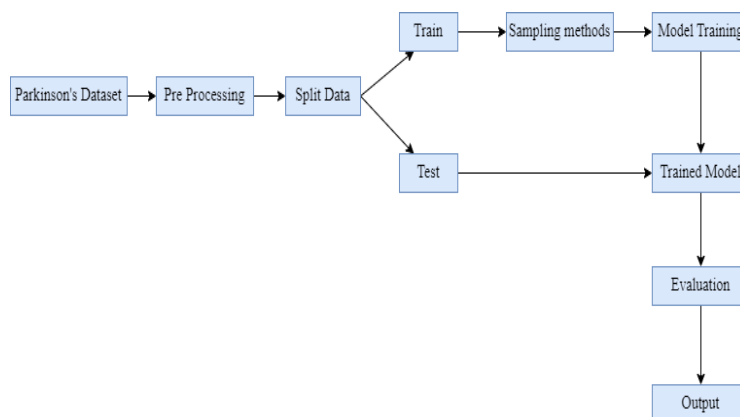 Train
Sampling methods
Model Training
Parkinson's Dataset
Pre Processing
Split Data
Test
Trained Model
Evaluation
Output